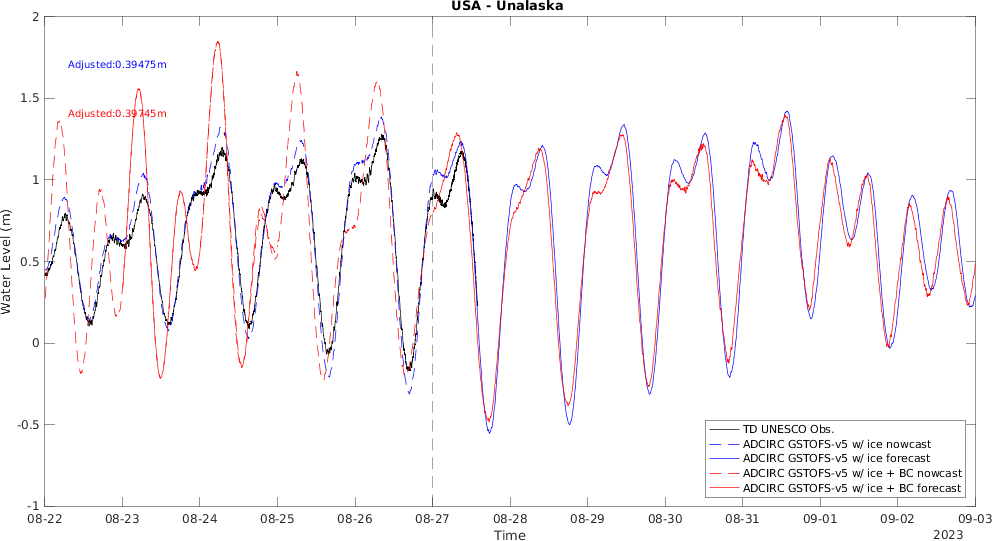 USA - Unalaska
Adjusted:0.39475m
Adjusted:0.39745m
Water Level (m)
2
1.5
1
0.5
0
-0.5
-1
TD UNESCO Obs.
ADCIRC GSTOFS-v5 w/ ice nowcast
ADCIRC GSTOFS-v5 w/ ice forecast
ADCIRC GSTOFS-v5 w/ ice + BC nowcast
ADCIRC GSTOFS-v5 w/ ice + BC forecast
08-22 08-23 08-24 08-25 08-26 08-27 08-28 08-29 08-30 08-31 09-01 09-02 09-03
Time
2023